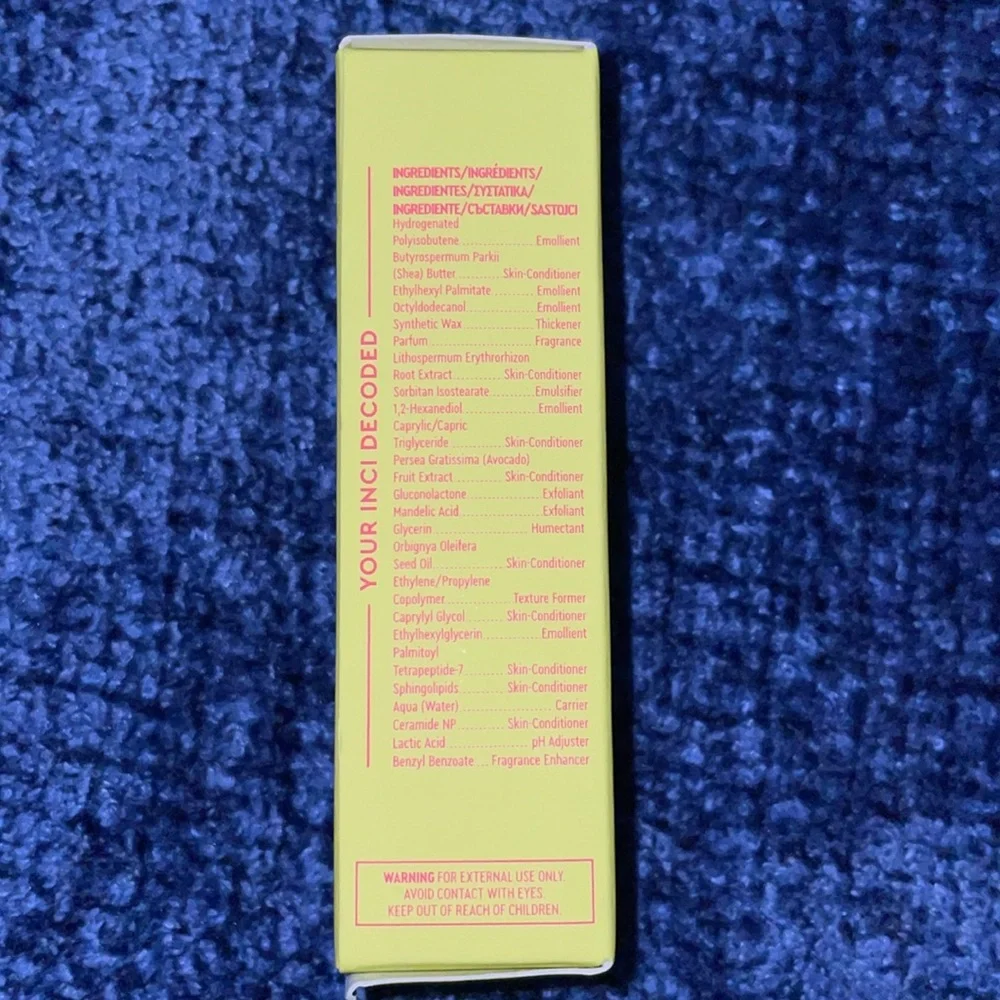 YOUR INCI DECODED
INGREDIENTS/INGRÉDIENTS/
INGREDIENTES/ΣΥΣΤΑΤΙΚΑ/
INGREDIENTE/СЪСТАВКИ/SASTOJCI
Hydrogenated
Polyisobutene............Emollient
Butyrospermum Parkii
(Shea) Butter............Skin-Conditioner
Ethylhexyl Palmitate............Emollient
Octyldodecanol............Emollient
Synthetic Wax............Thickener
Parfum............Fragrance
Lithospermum Erythrorhizon
Root Extract............Skin-Conditioner
Sorbitan Isostearate............Emulsifier
1,2-Hexanediol............Emollient
Caprylic/Capric
Triglyceride............Skin-Conditioner
Persea Gratissima (Avocado)
Fruit Extract............Skin-Conditioner
Gluconolactone............Exfoliant
Mandelic Acid............Exfoliant
Glycerin............Humectant
Orbignya Oleifera
Seed Oil............Skin-Conditioner
Ethylene/Propylene
Copolymer............Texture Former
Caprylyl Glycol............Skin-Conditioner
Ethylhexylglycerin............Emollient
Palmitoyl
Tetrapeptide-7............Skin-Conditioner
Sphingolipids............Skin-Conditioner
Aqua (Water)............Carrier
Ceramide NP............Skin-Conditioner
Lactic Acid............pH Adjuster
Benzyl Benzoate...Fragrance Enhancer
WARNING FOR EXTERNAL USE ONLY.
AVOID CONTACT WITH EYES.
KEEP OUT OF REACH OF CHILDREN.